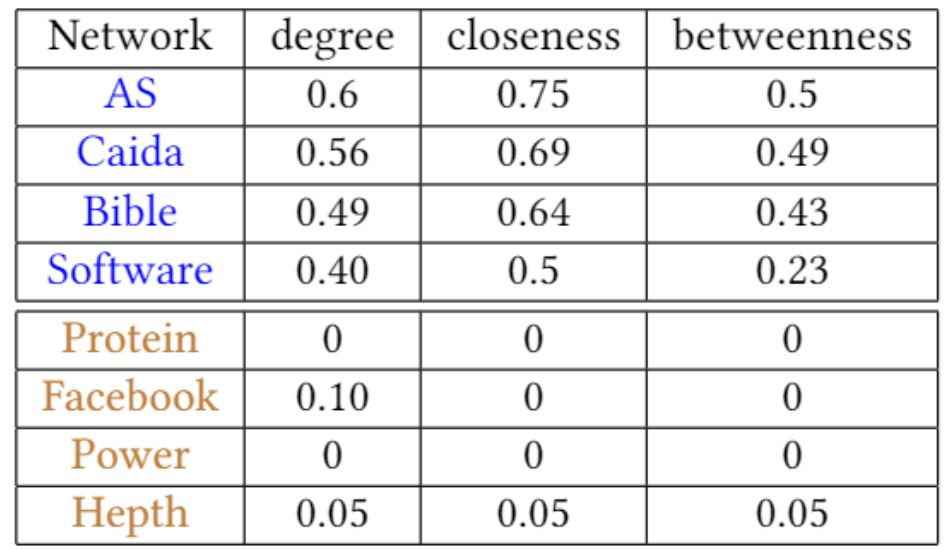 Network degree closeness betweenness
AS 0.6 0.75 0.5
Caida 0.56 0.69 0.49
Bible 0.49 0.64 0.43
Software 0.40 0.5 0.23
Protein 0 0 0
Facebook 0.10 0 0
Power 0 0 0
Hepth 0.05 0.05 0.05